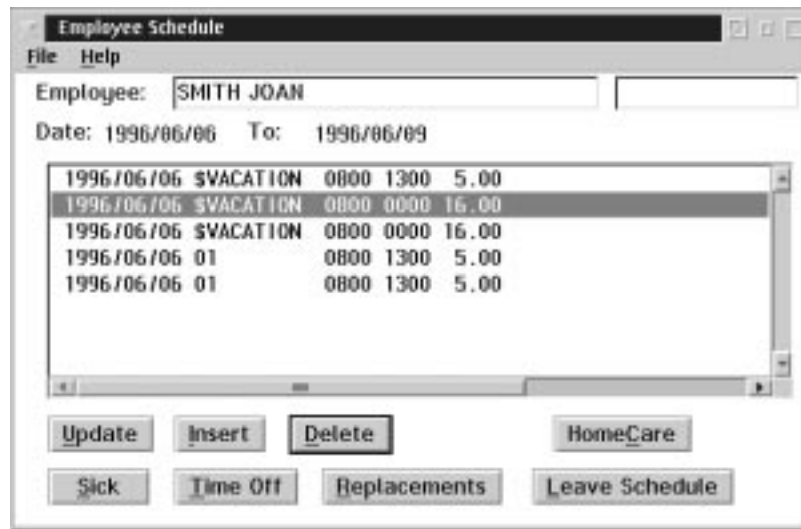 Employee Schedule
File Help
Employee: SMITH JOAN
Date: 1996/06/06 To: 1996/06/09
1996/06/06 $VACATION 0800 1300 5.00
1996/06/06 $VACATION 0800 0000 16.00
1996/06/06 $VACATION 0800 0000 16.00
1996/06/06 01 0800 1300 5.00
1996/06/06 01 0800 1300 5.00
Update Insert Delete HomeCare
Sick Time Off Replacements Leave Schedule